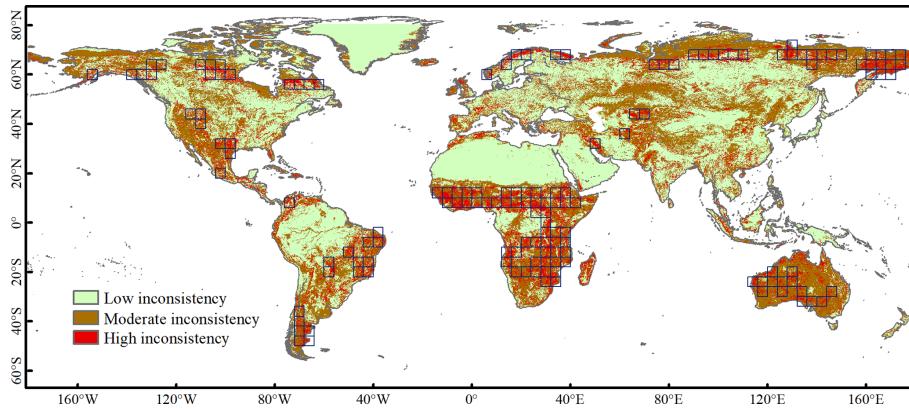 80°N
60°N
40°N
20°N
0°
20°S
40°S
60°S
Low inconsistency
Moderate inconsistency
High inconsistency
160°W 120°W 80°W 40°W 0° 40°E 80°E 120°E 160°E